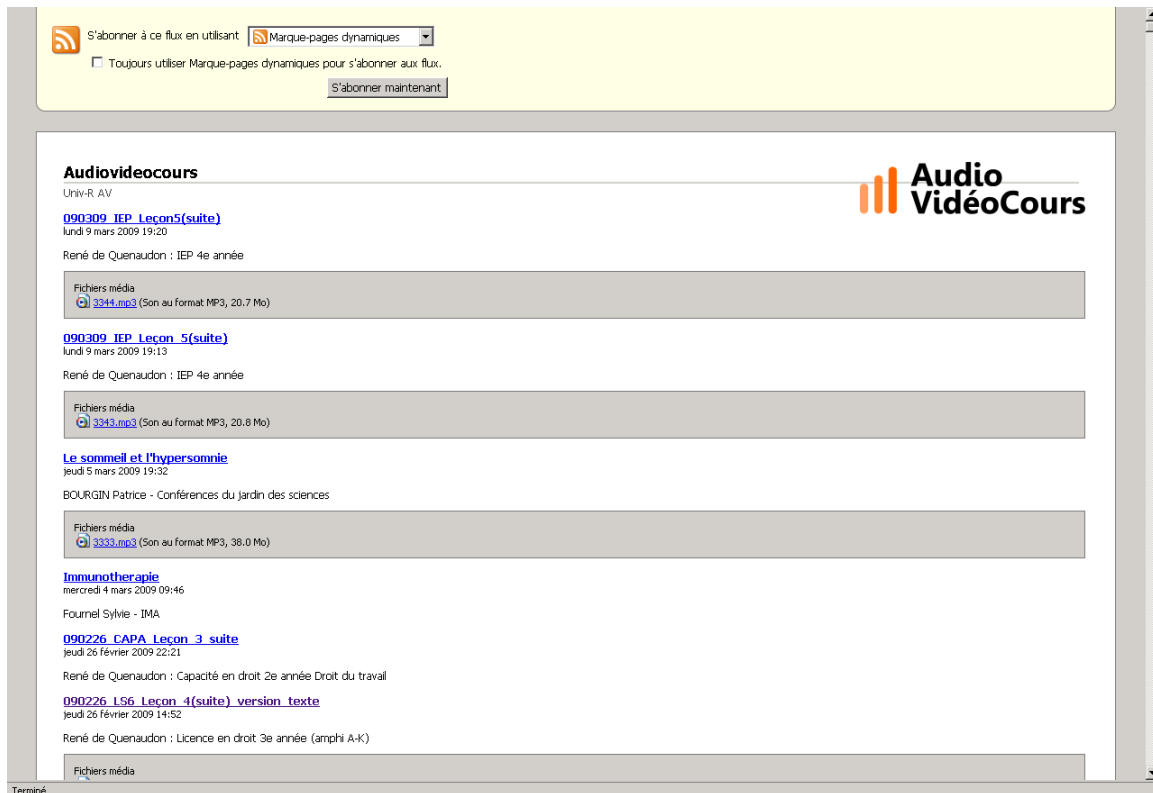 S'abonner à ce flux en utilisant Marque-pages dynamiques
Toujours utiliser Marque-pages dynamiques pour s'abonner aux flux.
S'abonner maintenant
Audiovideocours
Univ-R AV
Audio
VidéoCours
090309_IEP_Leçon5(suite)
lundi 9 mars 2009 19:20
René de Quenaudon : IEP 4e année
Fichiers média
3344.mp3 (Son au format MP3, 20.7 Mo)
090309_IEP_Leçon_5(suite)
lundi 9 mars 2009 19:13
René de Quenaudon : IEP 4e année
Fichiers média
3343.mp3 (Son au format MP3, 20.8 Mo)
Le sommeil et l'hypersomnie
jeudi 5 mars 2009 19:32
BOURGIN Patrice - Conférences du jardin des sciences
Fichiers média
3333.mp3 (Son au format MP3, 38.0 Mo)
Immunotherapie
mercredi 4 mars 2009 09:46
Fournel Sylvie - IMA
090226_CAPA_Leçon_3_suite
jeudi 26 février 2009 22:21
René de Quenaudon : Capacité en droit 2e année Droit du travail
090226_LS6_Leçon_4(suite)_version_texte
jeudi 26 février 2009 14:52
René de Quenaudon : Licence en droit 3e année (amphi A-K)
Fichiers média
Terminé